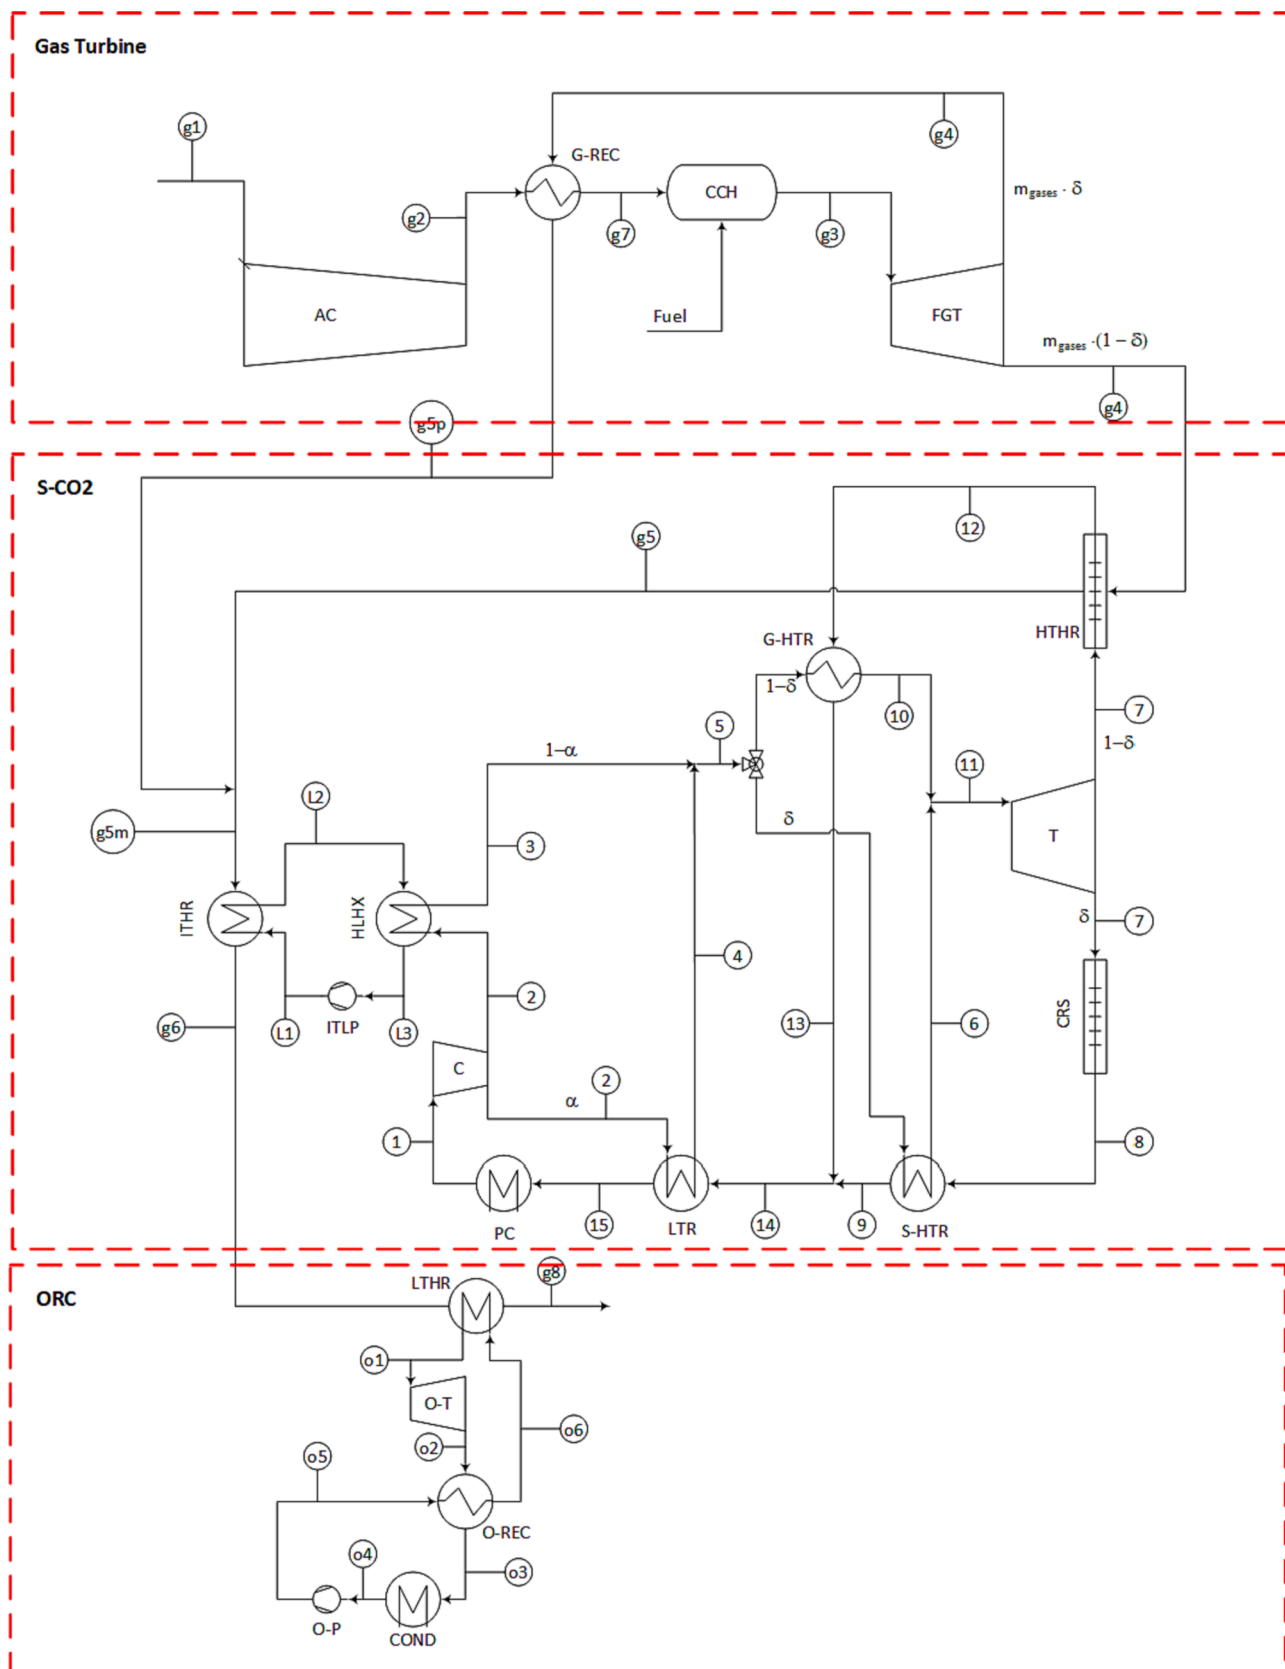 Gas Turbine
g1
g4
G-REC
CCH
m_gases · δ
g2
g7
g3
AC
Fuel
FGT
m_gases ·(1 − δ)
g4
g5p
S-CO2
12
g5
HTHR
G-HTR
1−δ
10
7
5
1−δ
1−α
11
L2
δ
T
g5m
3
ITHR
HLHX
δ
7
4
2
g6
L1
ITLP
L3
13
6
CRS
C
2
α
1
8
PC
15
LTR
14
9
S-HTR
ORC
LTHR
g8
o1
O-T
o6
o2
o5
O-REC
o4
o3
O-P
COND